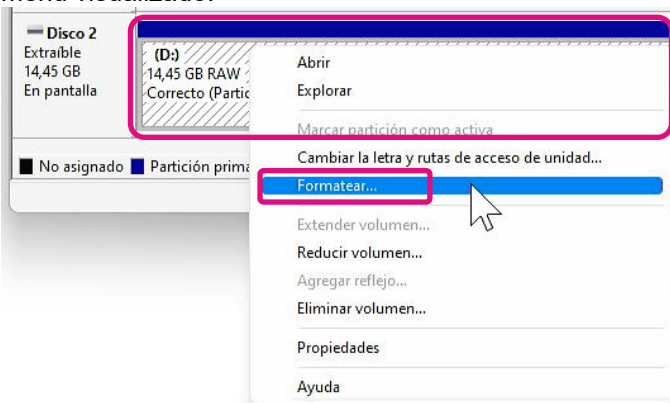 Disco 2
Extraíble
14,45 GB
En pantalla
(D:)
14,45 GB RAW
Correcto (Partic
No asignado Partición prima
Abrir
Explorar
Marcar partición como activa
Cambiar la letra y rutas de acceso de unidad...
Formatear...
Extender volumen...
Reducir volumen...
Agregar reflejo...
Eliminar volumen...
Propiedades
Ayuda